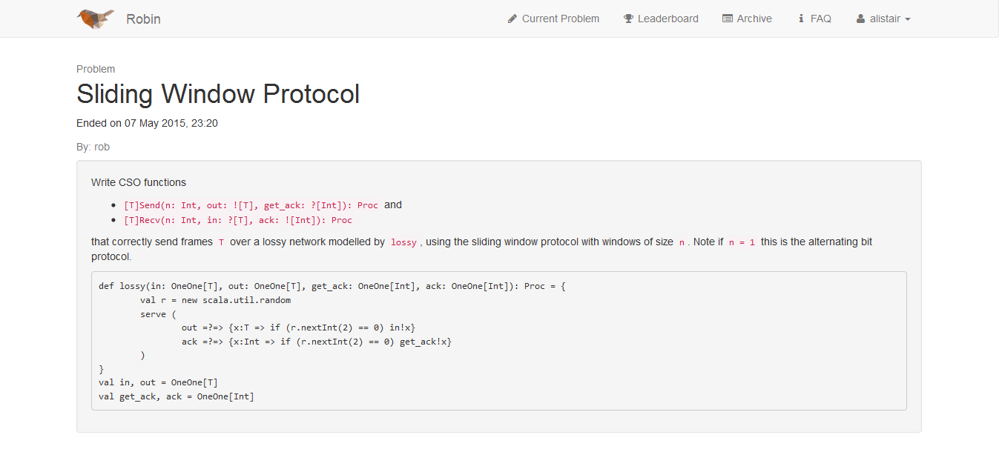 Robin
Current Problem
Leaderboard
Archive
FAQ
alistair
Problem
Sliding Window Protocol
Ended on 07 May 2015, 23:20
By: rob
Write CSO functions
• [T]Send(n: Int, out: ![T], get_ack: ?[Int]): Proc and
• [T]Recv(n: Int, in: ?[T], ack: ![Int]): Proc
that correctly send frames T over a lossy network modelled by lossy, using the sliding window protocol with windows of size n. Note if n = 1 this is the alternating bit
protocol.
def lossy(in: OneOne[T], out: OneOne[T], get_ack: OneOne[Int], ack: OneOne[Int]): Proc = {
        val r = new scala.util.random
        serve (
                out =?=> {x:T => if (r.nextInt(2) == 0) in!x}
                ack =?=> {x:Int => if (r.nextInt(2) == 0) get_ack!x}
        )
}
val in, out = OneOne[T]
val get_ack, ack = OneOne[Int]